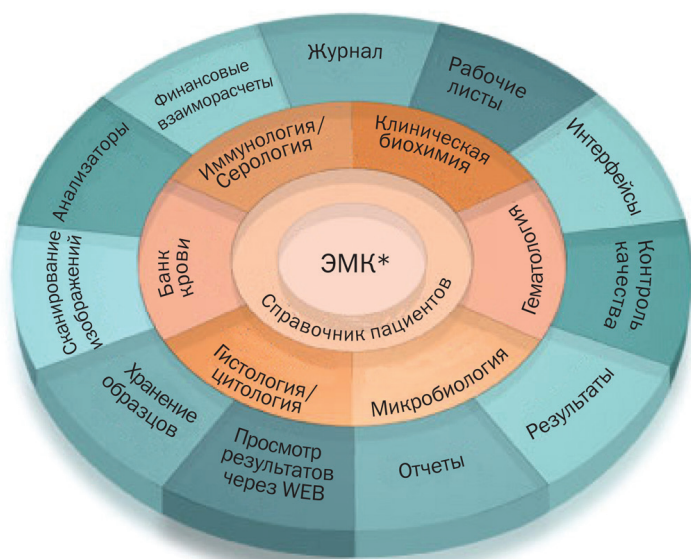 Журнал
Рабочие
листы
Интерфейсы
Контроль
качества
Результаты
Отчеты
Просмотр
результатов
через WEB
Хранение
образцов
Сканирование
изображений
Анализаторы
Финансовые
взаиморасчеты
Иммунология/
Серология
Клиническая
биохимия
Гематология
Микробиология
Гистология/
цитология
Банк
крови
ЭМК*
Справочник пациентов